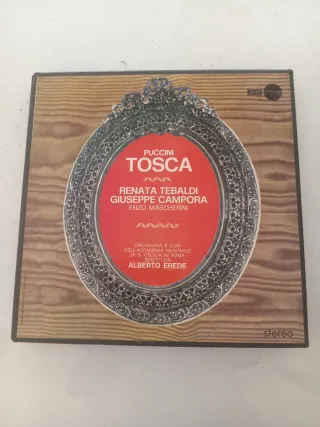 PUCCINI
TOSCA
RENATA TEBALDI
GIUSEPPE CAMPORA
ENZO MASCHERINI
ORCHESTRA E CORI
DELL'ACCADEMIA NAZIONALE
DI S. CECILIA IN ROMA
DIRETTI DA
ALBERTO EREDE
stereo